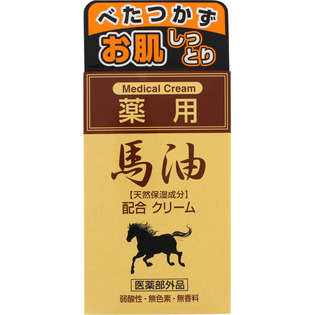 べたつかず
お肌しっとり
Medical Cream
薬用
馬油
【天然保湿成分】
配合 クリーム
医薬部外品
弱酸性・無色素・無香料